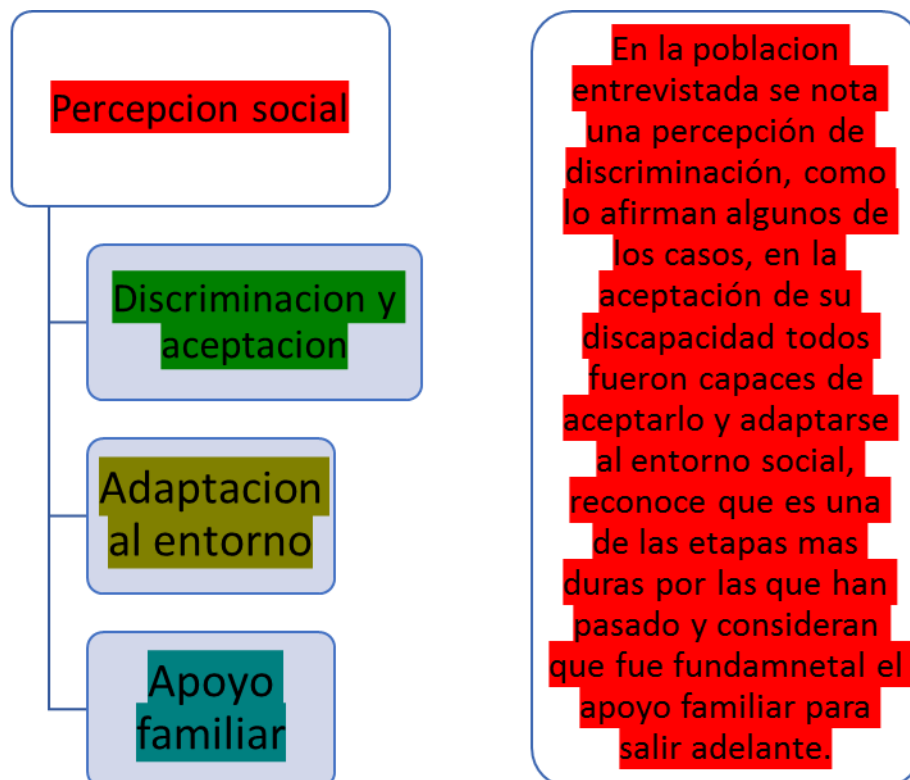 Percepcion social
Discriminacion y
aceptacion
Adaptacion
al entorno
Apoyo
familiar
En la poblacion
entrevistada se nota
una percepción de
discriminación, como
lo afirman algunos de
los casos, en la
aceptación de su
discapacidad todos
fueron capaces de
aceptarlo y adaptarse
al entorno social,
reconoce que es una
de las etapas mas
duras por las que han
pasado y consideran
que fue fundamnetal el
apoyo familiar para
salir adelante.